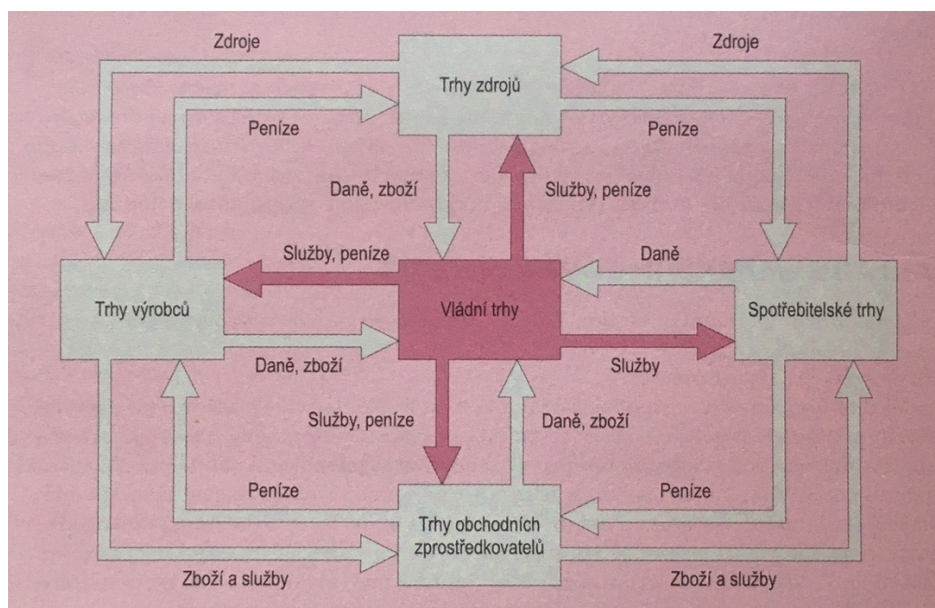 Zdroje
Zdroje
Trhy zdrojů
Peníze
Peníze
Daně, zboží
Služby, peníze
Služby, peníze
Daně
Trhy výrobců
Vládní trhy
Spotřebitelské trhy
Daně, zboží
Služby
Služby, peníze
Daně, zboží
Peníze
Peníze
Trhy obchodních
zprostředkovatelů
Zboží a služby
Zboží a služby